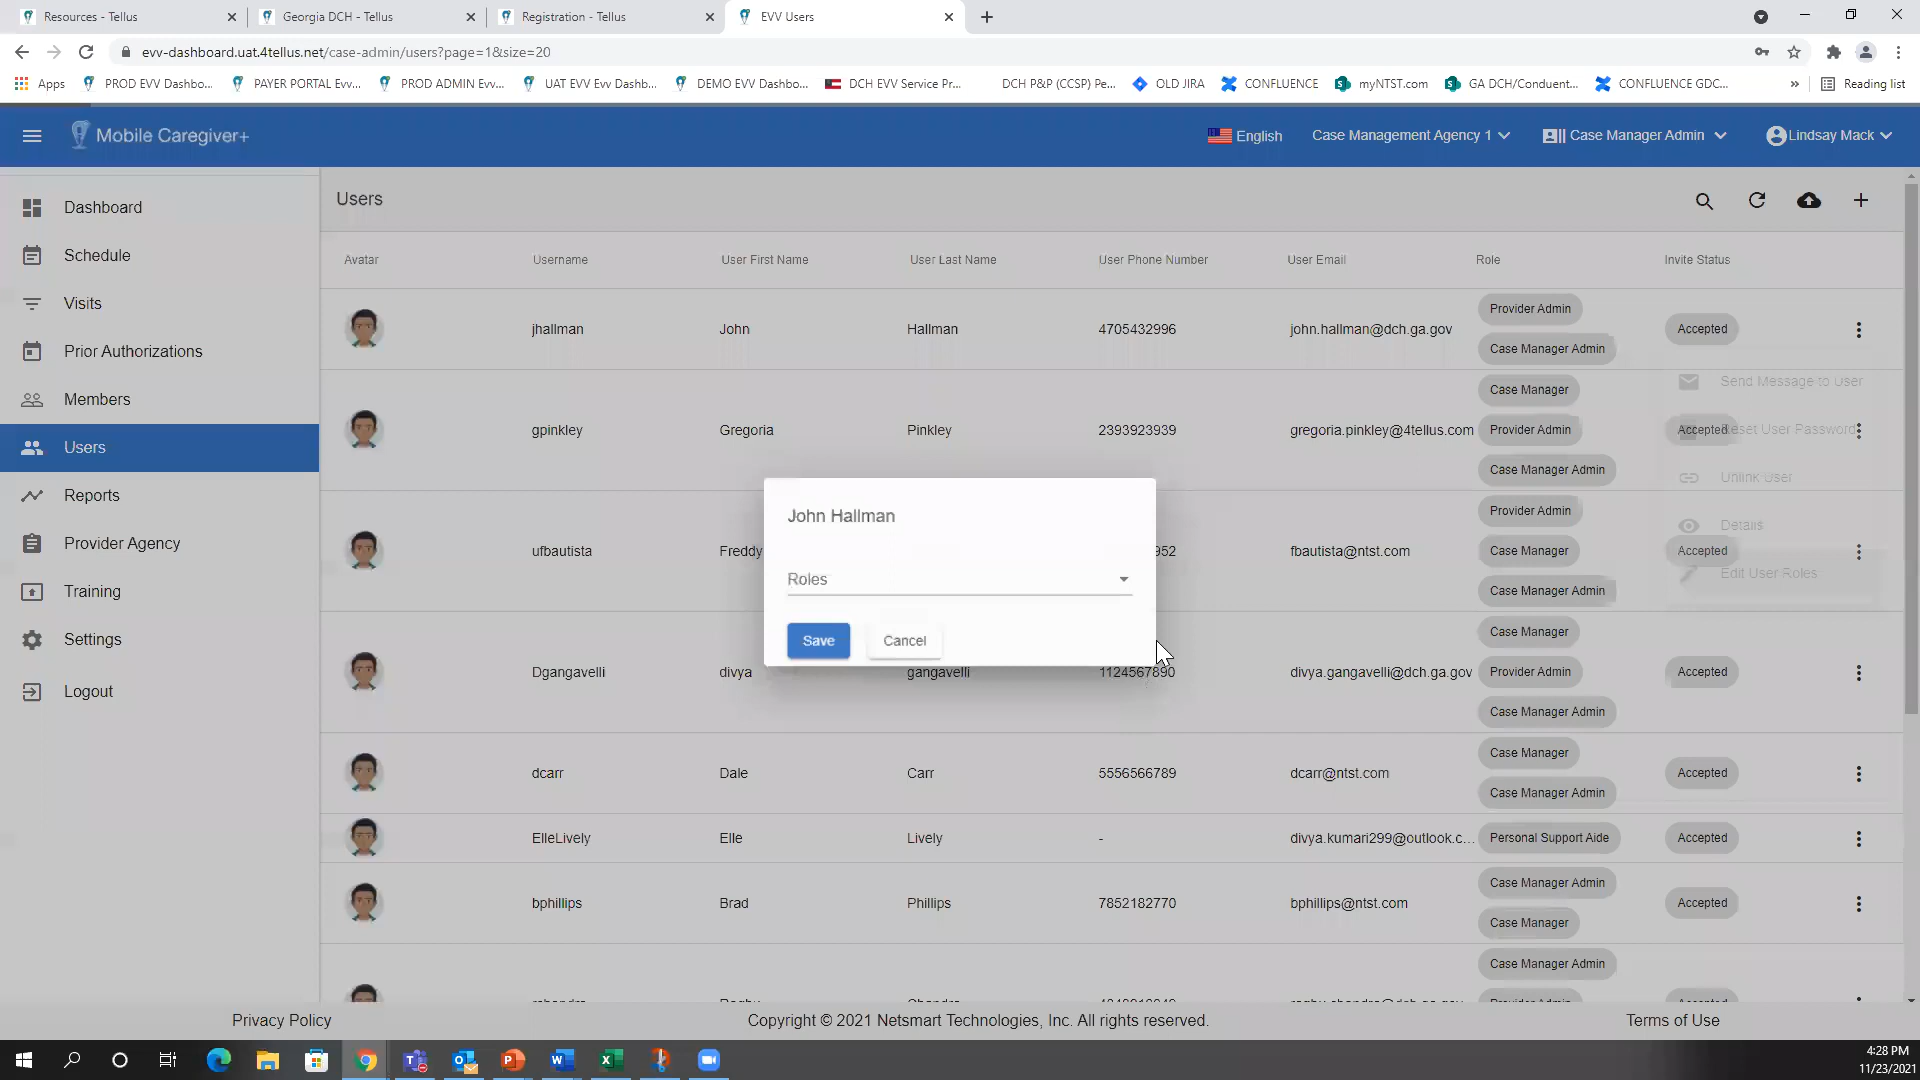 Resources - Tellus
Georgia DCH - Tellus
Registration - Tellus
EVV Users
evv-dashboard.uat.4tellus.net/case-admin/users?page=1&size=20
Apps
PROD EVV Dashbo...
PAYER PORTAL Evv...
PROD ADMIN Evv...
UAT EVV Evv Dashb...
DEMO EVV Dashbo...
DCH EVV Service Pr...
DCH P&P (CCSP) Pe...
OLD JIRA
CONFLUENCE
myNTST.com
GA DCH/Conduent...
CONFLUENCE GDC...
»
Reading list
Mobile Caregiver+
English
Case Management Agency 1
Case Manager Admin
Lindsay Mack
Dashboard
Schedule
Visits
Prior Authorizations
Members
Users
Reports
Provider Agency
Training
Settings
Logout
Users
Avatar Username User First Name User Last Name User Phone Number User Email Role Invite Status
jhallman John Hallman 4705432996 john.hallman@dch.ga.gov Provider Admin Accepted
Case Manager Admin
Send Message to User
gpinkley Gregoria Pinkley 2393923939 gregoria.pinkley@4tellus.com Case Manager Accepted
Provider Admin
Case Manager Admin
Reset User Password
Unlink User
Details
Edit User Roles
ufbautista Freddy 952 fbautista@ntst.com Provider Admin Accepted
Case Manager
Case Manager Admin
John Hallman
Roles
Save
Cancel
Dgangavelli divya gangavelli 1124567890 divya.gangavelli@dch.ga.gov Case Manager Accepted
Provider Admin
Case Manager Admin
dcarr Dale Carr 5556566789 dcarr@ntst.com Case Manager Accepted
Case Manager Admin
ElleLively Elle Lively - divya.kumari299@outlook.c... Personal Support Aide Accepted
bphillips Brad Phillips 7852182770 bphillips@ntst.com Case Manager Admin Accepted
Case Manager
Case Manager Admin
Privacy Policy
Copyright © 2021 Netsmart Technologies, Inc. All rights reserved.
Terms of Use
4:28 PM
11/23/2021